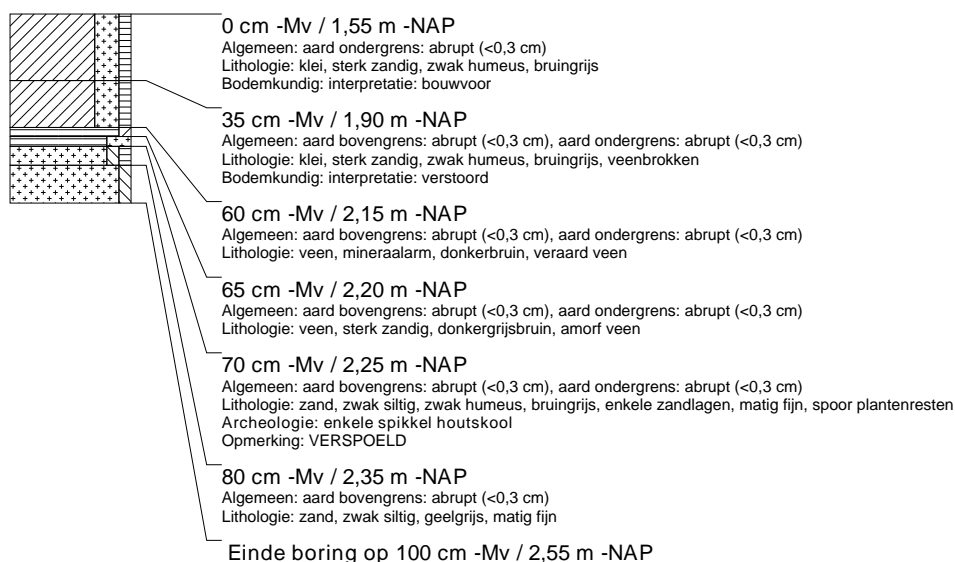 0 cm -Mv / 1,55 m -NAP
Algemeen: aard ondergrens: abrupt (<0,3 cm)
Lithologie: klei, sterk zandig, zwak humeus, bruingrijs
Bodemkundig: interpretatie: bouwvoor
35 cm -Mv / 1,90 m -NAP
Algemeen: aard bovengrens: abrupt (<0,3 cm), aard ondergrens: abrupt (<0,3 cm)
Lithologie: klei, sterk zandig, zwak humeus, bruingrijs, veenbrokken
Bodemkundig: interpretatie: verstoord
60 cm -Mv / 2,15 m -NAP
Algemeen: aard bovengrens: abrupt (<0,3 cm), aard ondergrens: abrupt (<0,3 cm)
Lithologie: veen, mineraalarm, donkerbruin, veraard veen
65 cm -Mv / 2,20 m -NAP
Algemeen: aard bovengrens: abrupt (<0,3 cm), aard ondergrens: abrupt (<0,3 cm)
Lithologie: veen, sterk zandig, donkergrijsbruin, amorf veen
70 cm -Mv / 2,25 m -NAP
Algemeen: aard bovengrens: abrupt (<0,3 cm), aard ondergrens: abrupt (<0,3 cm)
Lithologie: zand, zwak siltig, zwak humeus, bruingrijs, enkele zandlagen, matig fijn, spoor plantenresten
Archeologie: enkele spikkel houtskool
Opmerking: VERSPOELD
80 cm -Mv / 2,35 m -NAP
Algemeen: aard bovengrens: abrupt (<0,3 cm)
Lithologie: zand, zwak siltig, geelgrijs, matig fijn
Einde boring op 100 cm -Mv / 2,55 m -NAP